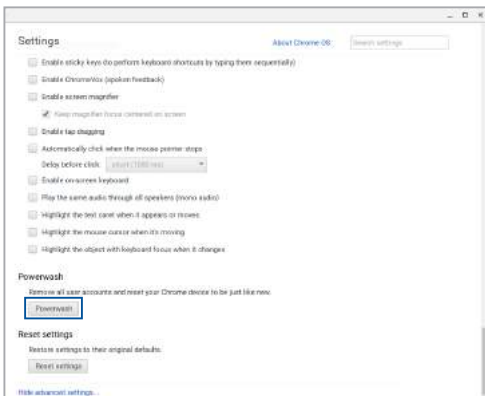 Settings
About Chrome OS
Search settings
Enable sticky keys (to perform keyboard shortcuts by typing them sequentially)
Enable ChromeVox (spoken feedback)
Enable screen magnifier
Keep magnifier focus centered on screen
Enable tap dragging
Automatically click when the mouse pointer stops
Delay before click:
Enable on-screen keyboard
Play the same audio through all speakers (mono audio)
Highlight the text caret when it appears or moves
Highlight the mouse cursor when it's moving
Highlight the object with keyboard focus when it changes
Powerwash
Remove all user accounts and reset your Chrome device to be just like new.
Powerwash
Reset settings
Restore settings to their original defaults.
Reset settings
Hide advanced settings...